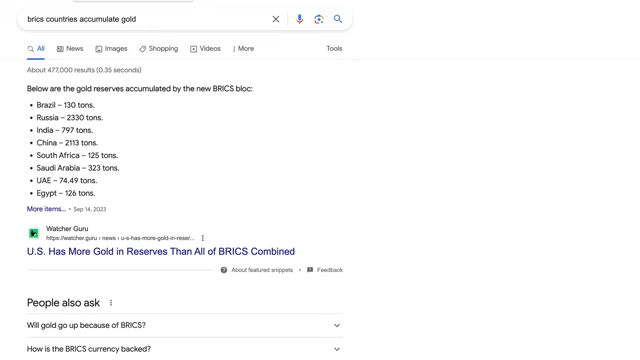 brics countries accumulate gold
All News Images Shopping Videos More Tools
About 477,000 results (0.35 seconds)
Below are the gold reserves accumulated by the new BRICS bloc:
• Brazil – 130 tons.
• Russia – 2330 tons.
• India – 797 tons.
• China – 2113 tons.
• South Africa – 125 tons.
• Saudi Arabia – 323 tons.
• UAE – 74.49 tons.
• Egypt – 126 tons.
More items... • Sep 14, 2023
Watcher Guru
https://watcher.guru › news › u-s-has-more-gold-in-reser...
U.S. Has More Gold in Reserves Than All of BRICS Combined
About featured snippets • Feedback
People also ask
Will gold go up because of BRICS?
How is the BRICS currency backed?